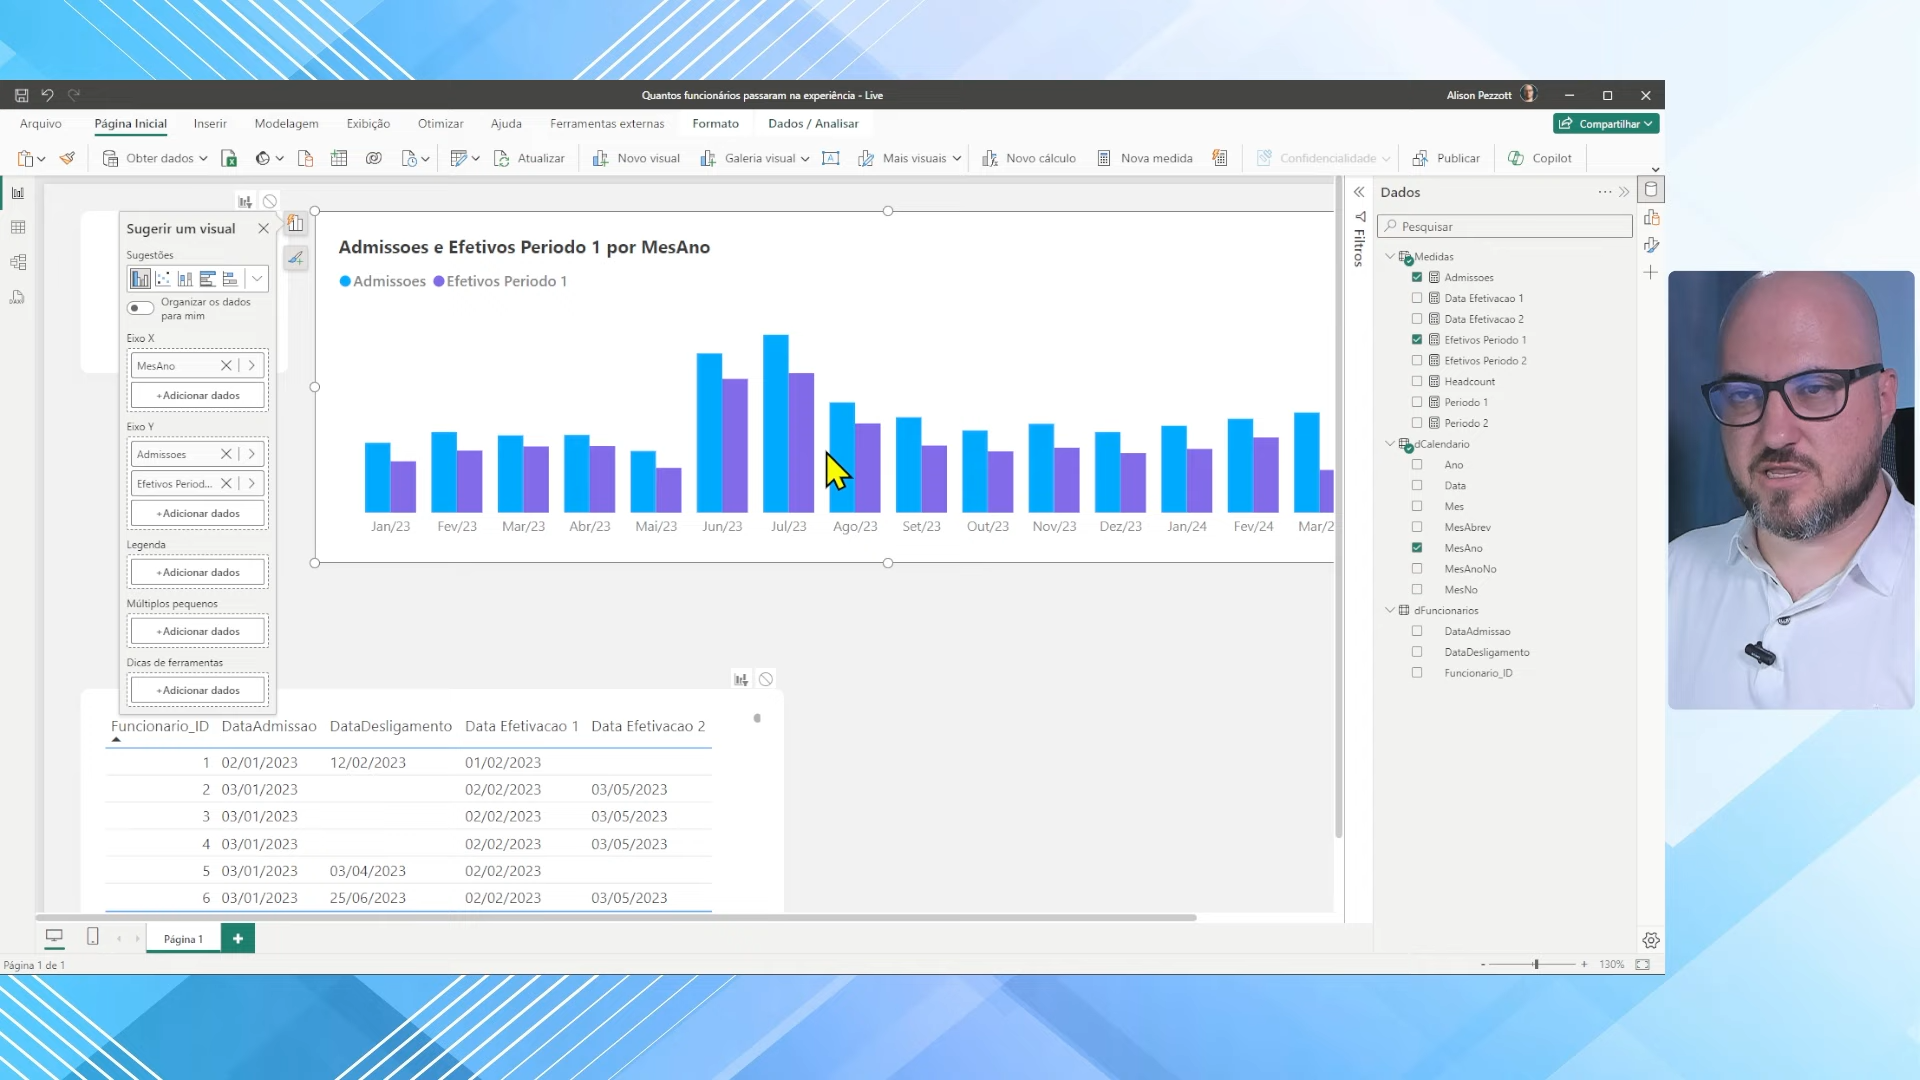 Quantos funcionários passaram na experiência - Live
Alison Pezzott
Arquivo
Página Inicial
Inserir
Modelagem
Exibição
Otimizar
Ajuda
Ferramentas externas
Formato
Dados / Analisar
Compartilhar
Obter dados
Atualizar
Novo visual
Galeria visual
Mais visuais
Novo cálculo
Nova medida
Confidencialidade
Publicar
Copilot
Sugerir um visual
Sugestões
Organizar os dados
para mim
Eixo X
MesAno
+Adicionar dados
Eixo Y
Admissoes
Efetivos Period...
+Adicionar dados
Legenda
+Adicionar dados
Múltiplos pequenos
+Adicionar dados
Dicas de ferramentas
+Adicionar dados
Admissoes e Efetivos Periodo 1 por MesAno
Admissoes Efetivos Periodo 1
Jan/23 Fev/23 Mar/23 Abr/23 Mai/23 Jun/23 Jul/23 Ago/23 Set/23 Out/23 Nov/23 Dez/23 Jan/24 Fev/24 Mar/2
Funcionario_ID DataAdmissao DataDesligamento Data Efetivacao 1 Data Efetivacao 2
1 02/01/2023 12/02/2023 01/02/2023
2 03/01/2023 02/02/2023 03/05/2023
3 03/01/2023 02/02/2023 03/05/2023
4 03/01/2023 02/02/2023 03/05/2023
5 03/01/2023 03/04/2023 02/02/2023
6 03/01/2023 25/06/2023 02/02/2023 03/05/2023
Filtros
Dados
Pesquisar
Medidas
Admissoes
Data Efetivacao 1
Data Efetivacao 2
Efetivos Periodo 1
Efetivos Periodo 2
Headcount
Periodo 1
Periodo 2
dCalendario
Ano
Data
Mes
MesAbrev
MesAno
MesAnoNo
MesNo
dFuncionarios
DataAdmissao
DataDesligamento
Funcionario_ID
Página 1
Página 1 de 1
- + 130%